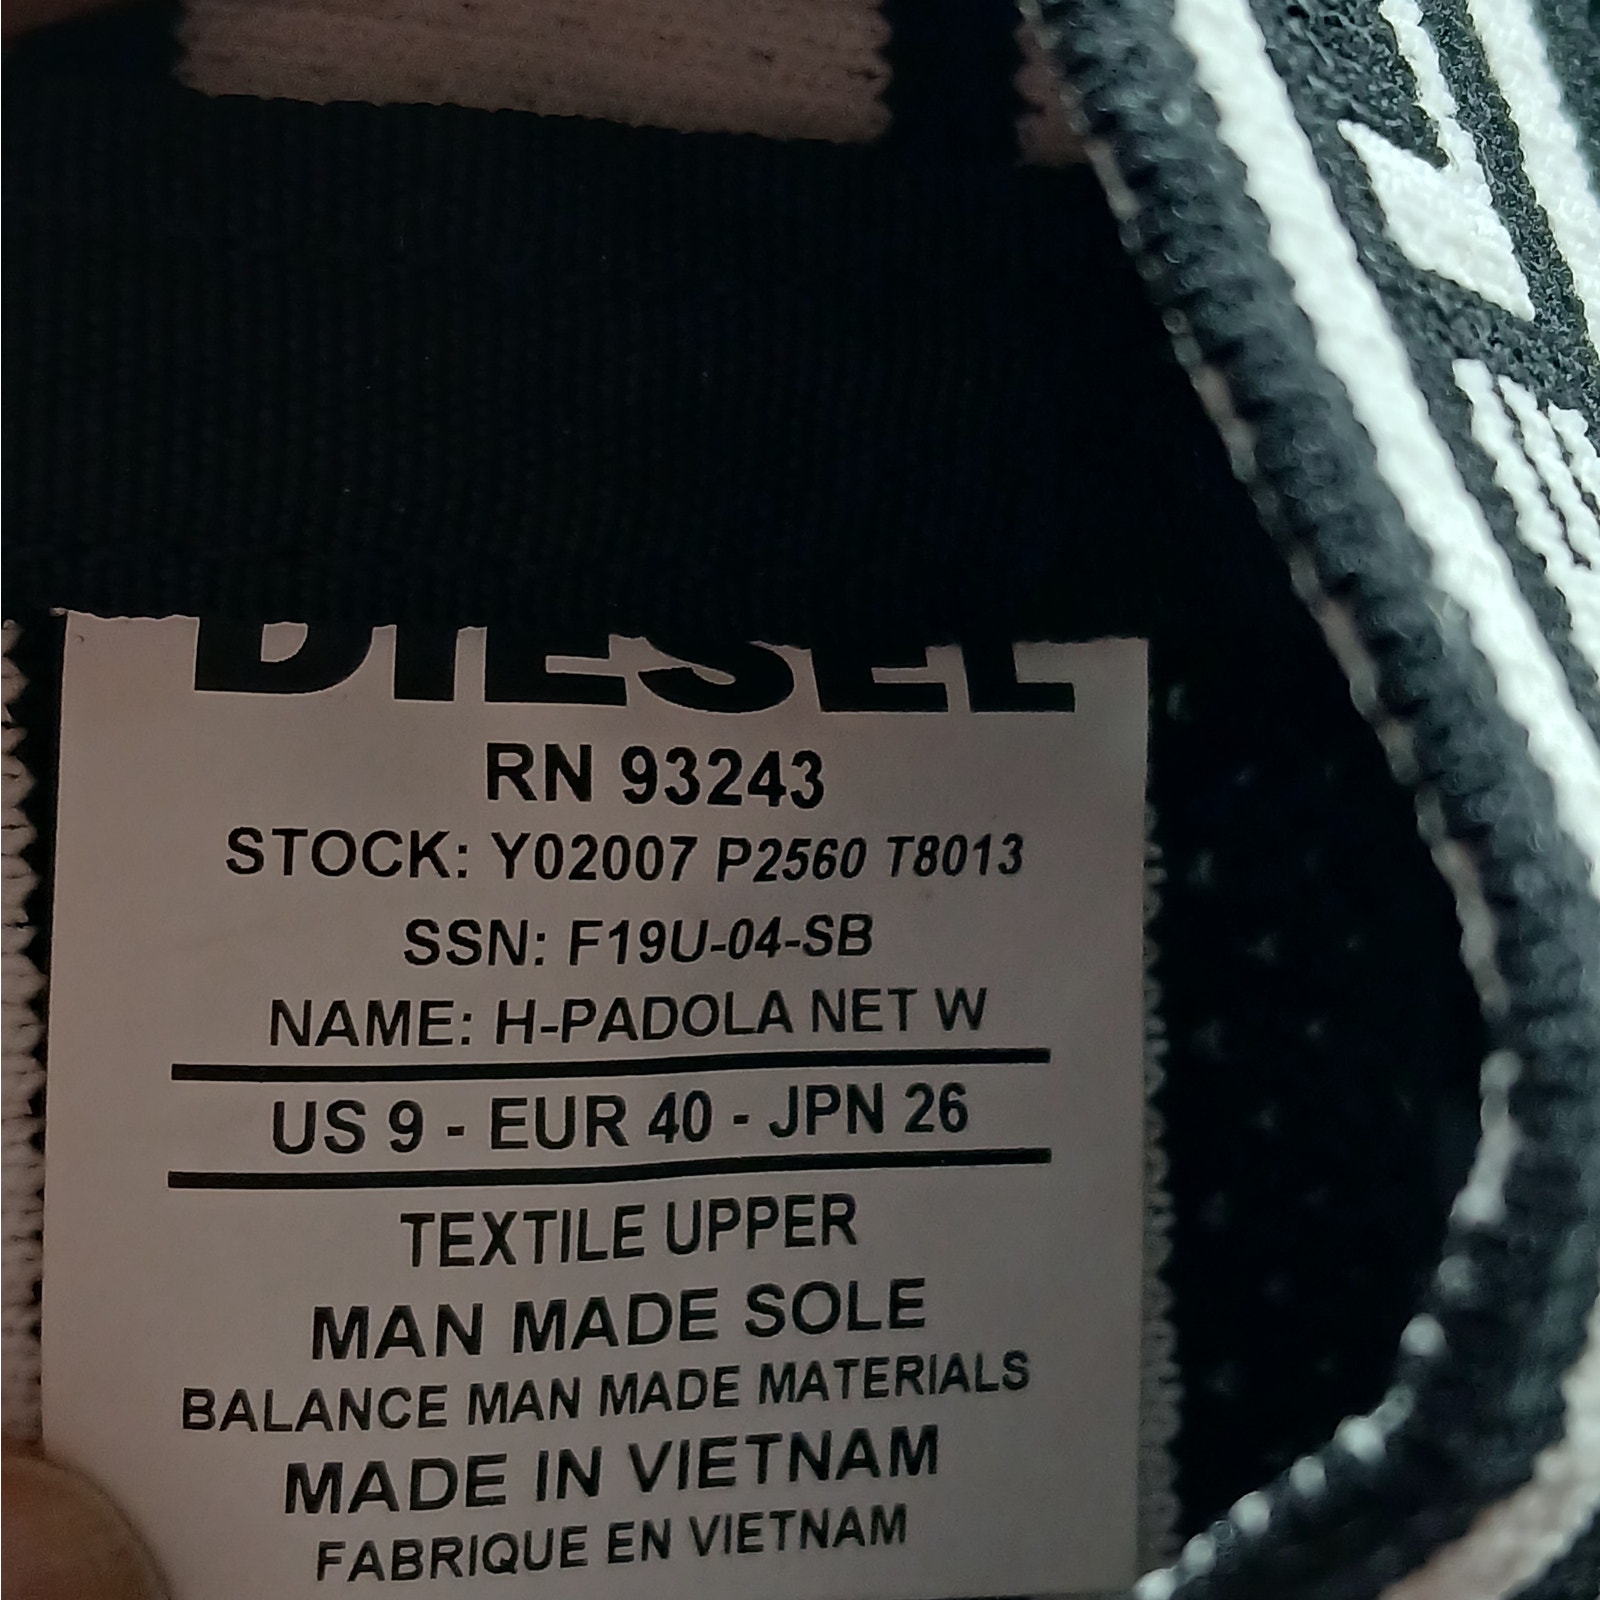 DIESEL
RN 93243
STOCK: Y02007 P2560 T8013
SSN: F19U-04-SB
NAME: H-PADOLA NET W
US 9 - EUR 40 - JPN 26
TEXTILE UPPER
MAN MADE SOLE
BALANCE MAN MADE MATERIALS
MADE IN VIETNAM
FABRIQUE EN VIETNAM